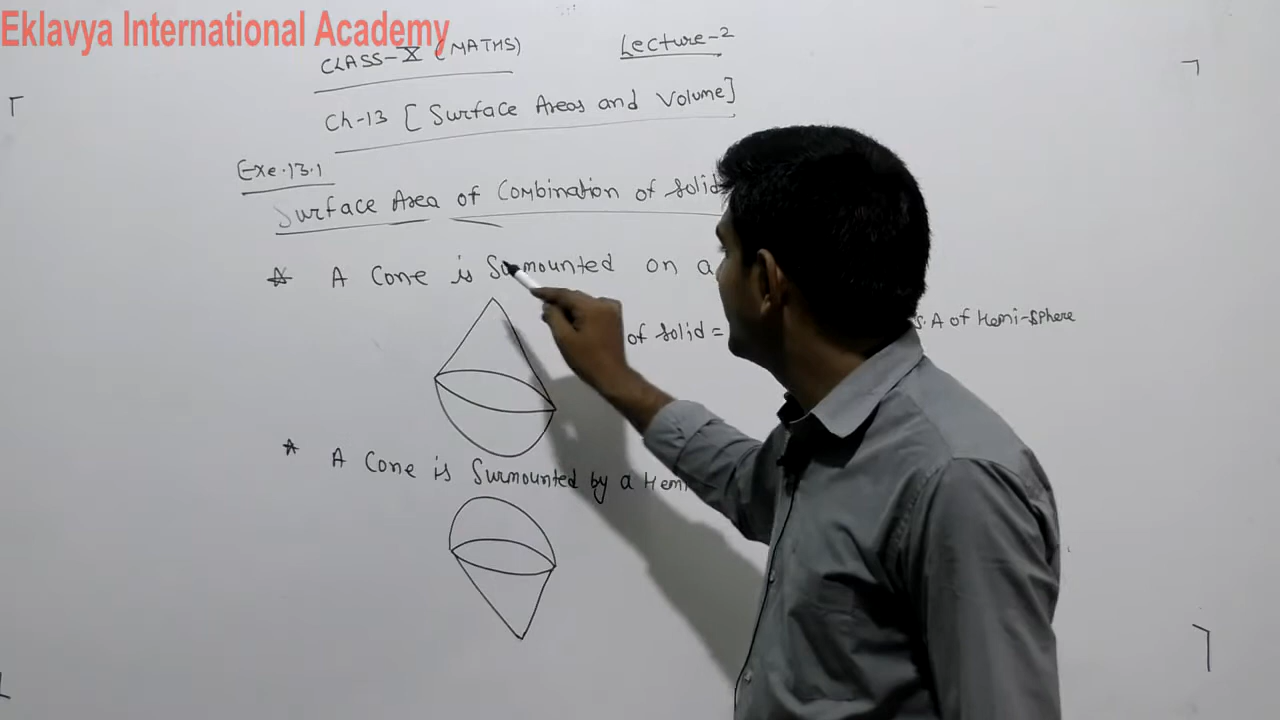 Eklavya International Academy
CLASS-X (MATHS) Lecture-2
Ch-13 [Surface Areas and Volume]
Exe.13.1
Surface Area of Combination of Solid
A Cone is Surmounted on a
of Solid = S.A of Hemi-Sphere
A Cone is Surmounted by a Hemi